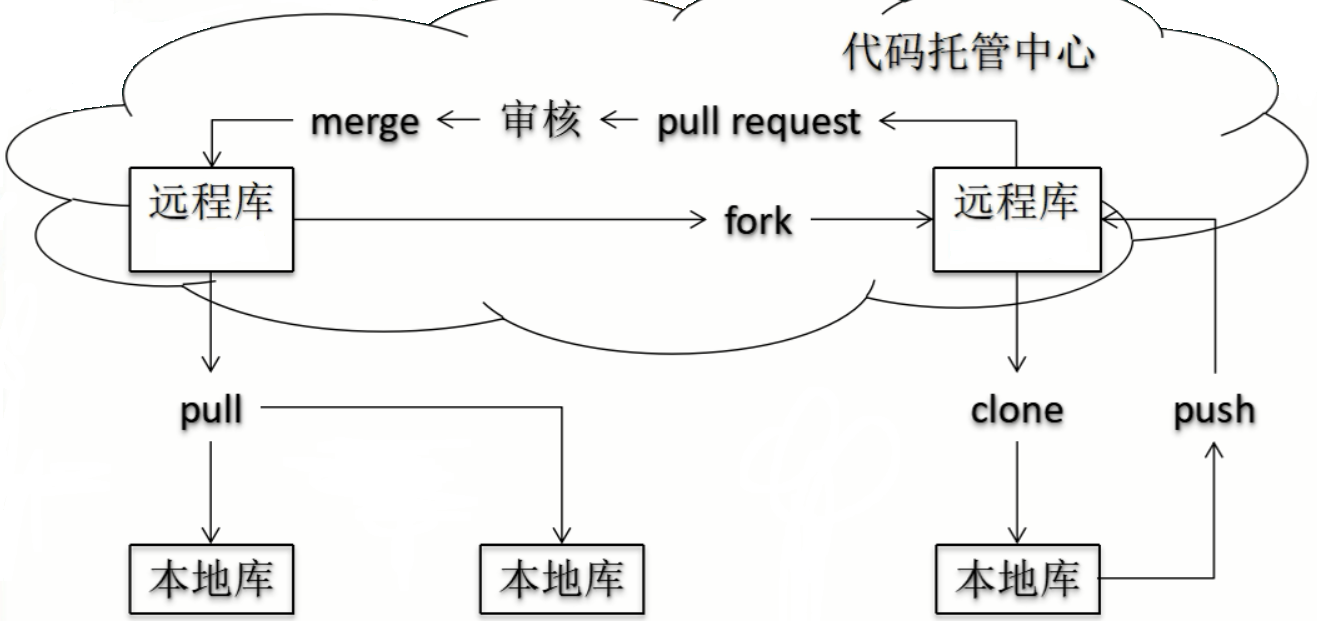 代码托管中心
merge
审核
pull request
远程库
fork
远程库
pull
clone
push
本地库
本地库
本地库